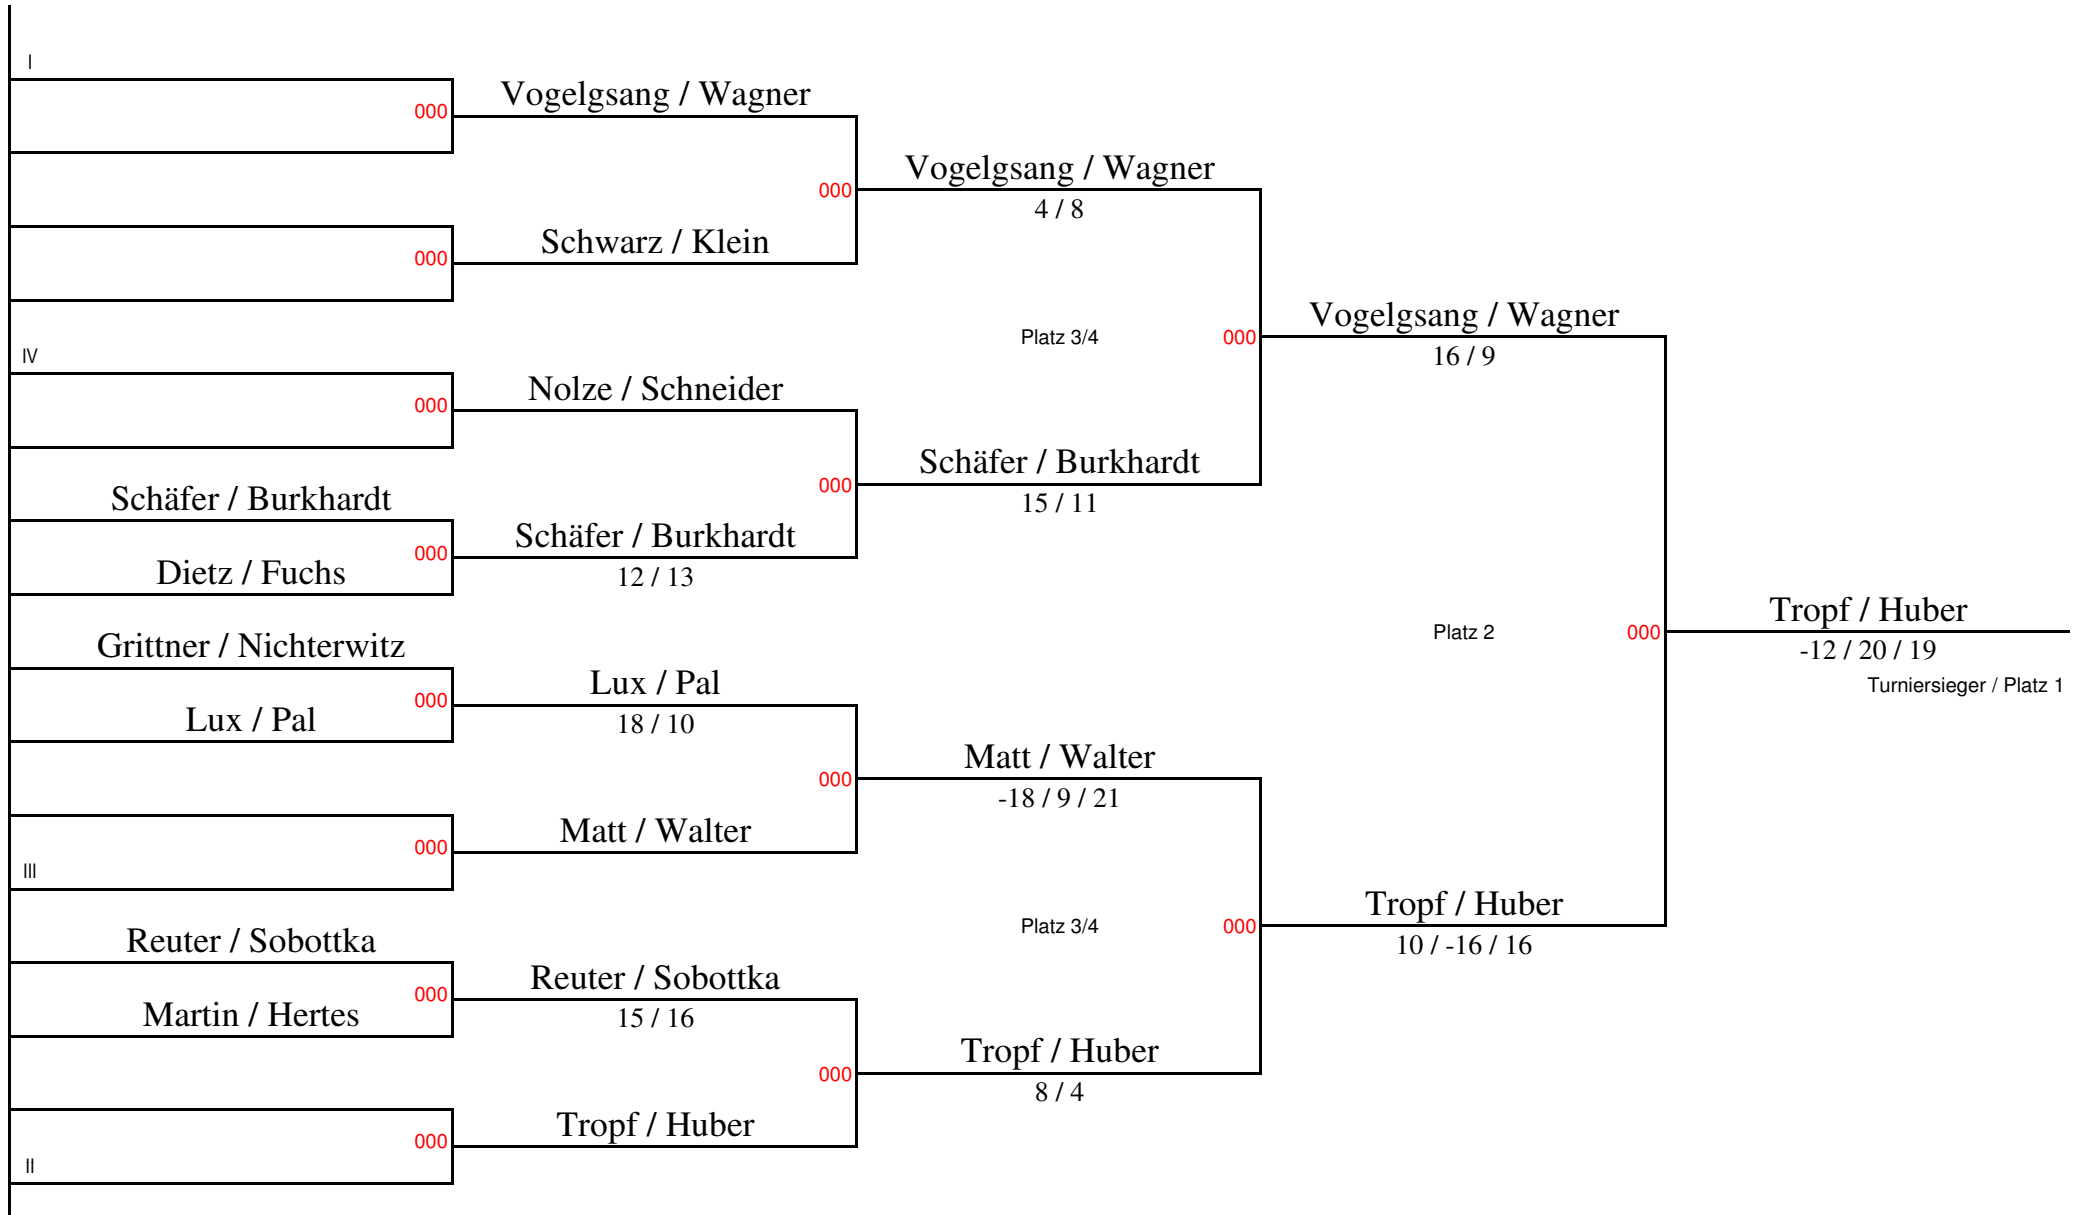 I
000
Vogelgsang / Wagner
000
Vogelgsang / Wagner
4 / 8
000
Schwarz / Klein
Platz 3/4
000
Vogelgsang / Wagner
16 / 9
IV
000
Nolze / Schneider
000
Schäfer / Burkhardt
15 / 11
Schäfer / Burkhardt
000
Dietz / Fuchs
Schäfer / Burkhardt
12 / 13
Platz 2
000
Tropf / Huber
-12 / 20 / 19
Turniersieger / Platz 1
Grittner / Nichterwitz
000
Lux / Pal
Lux / Pal
18 / 10
000
Matt / Walter
-18 / 9 / 21
000
Matt / Walter
III
Platz 3/4
000
Tropf / Huber
10 / -16 / 16
Reuter / Sobottka
000
Martin / Hertes
Reuter / Sobottka
15 / 16
000
Tropf / Huber
8 / 4
000
Tropf / Huber
II